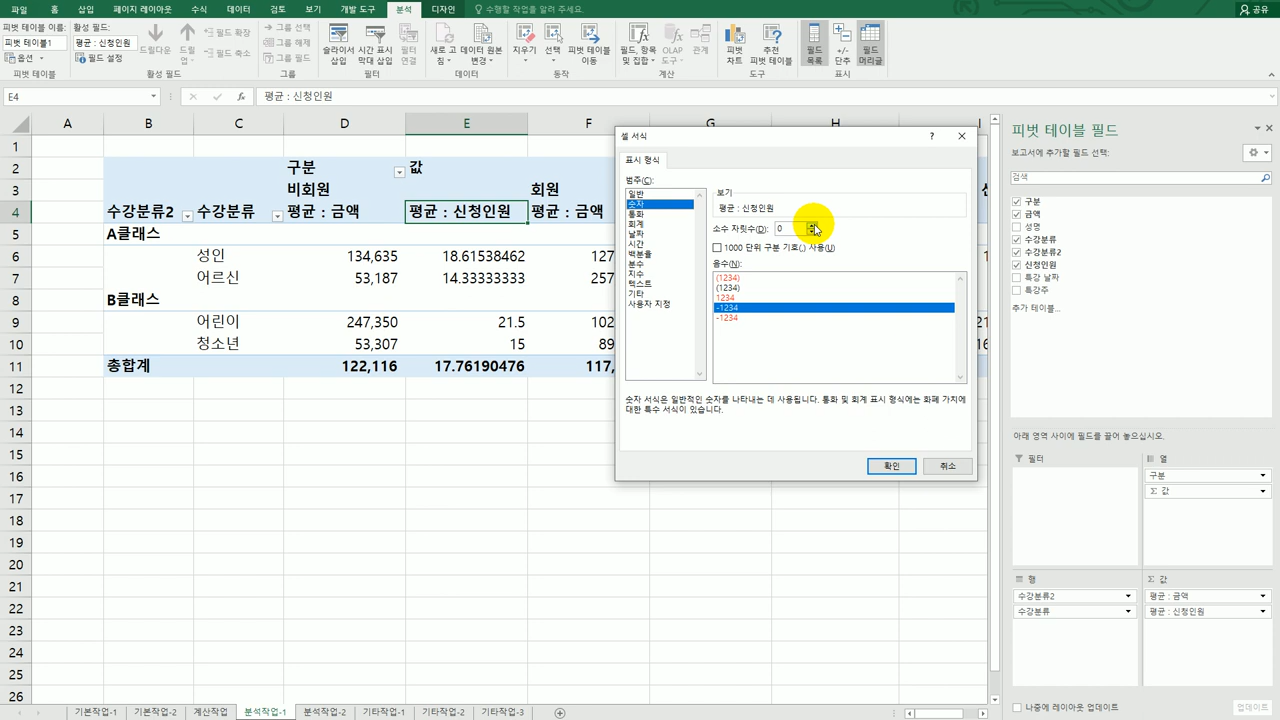 파일 홈 삽입 페이지 레이아웃 수식 데이터 검토 보기 개발 도구 분석 디자인 수행할 작업을 알려 주세요. 공유
피벗 테이블 이름: 활성 필드:
피벗 테이블1 평균 : 신청인원
옵션 필드 설정
드릴다운 드릴업 필드 확장 필드 축소
그룹 선택 그룹 해제 그룹 필드
슬라이서 삽입 시간 표시 막대 삽입 필터 연결
새로 고침 데이터 원본 변경
지우기 선택 피벗 테이블 이동
필드, 항목 및 집합 OLAP 도구 관계
피벗 차트 추천 피벗 테이블
필드 목록 +/- 단추 필드 머리글
피벗 테이블 활성 필드 그룹 필터 데이터 동작 계산 도구 표시
E4 fx 평균 : 신청인원
A B C D E F G H I
1
2 구분 값
3 비회원 회원
4 수강분류2 수강분류 평균 : 금액 평균 : 신청인원 평균 : 금액
5 A클래스
6 성인 134,635 18.61538462 127
7 어르신 53,187 14.33333333 257
8 B클래스
9 어린이 247,350 21.5 102
10 청소년 53,307 15 89
11 총합계 122,116 17.76190476 117,
12
13
14
15
16
17
18
19
20
21
22
23
24
25
26
셀 서식 ? ×
표시 형식
범주(C):
일반
숫자
통화
회계
날짜
시간
백분율
분수
지수
텍스트
기타
사용자 지정
보기
평균 : 신청인원
소수 자릿수(D): 0
1000 단위 구분 기호(,) 사용(U)
음수(N):
(1234)
(1234)
1234
-1234
-1234
숫자 서식은 일반적인 숫자를 나타내는 데 사용됩니다. 통화 및 회계 표시 형식에는 화폐 가치에
대한 특수 서식이 있습니다.
확인 취소
피벗 테이블 필드
보고서에 추가할 필드 선택:
검색
구분
금액
성명
수강분류
수강분류2
신청인원
특강 날짜
특강주
추가 테이블...
아래 영역 사이에 필드를 끌어 놓으십시오.
필터 열
구분
Σ 값
행 Σ 값
수강분류2 평균 : 금액
수강분류 평균 : 신청인원
나중에 레이아웃 업데이트 업데이트
기본작업-1 기본작업-2 계산작업 분석작업-1 분석작업-2 기타작업-1 기타작업-2 기타작업-3